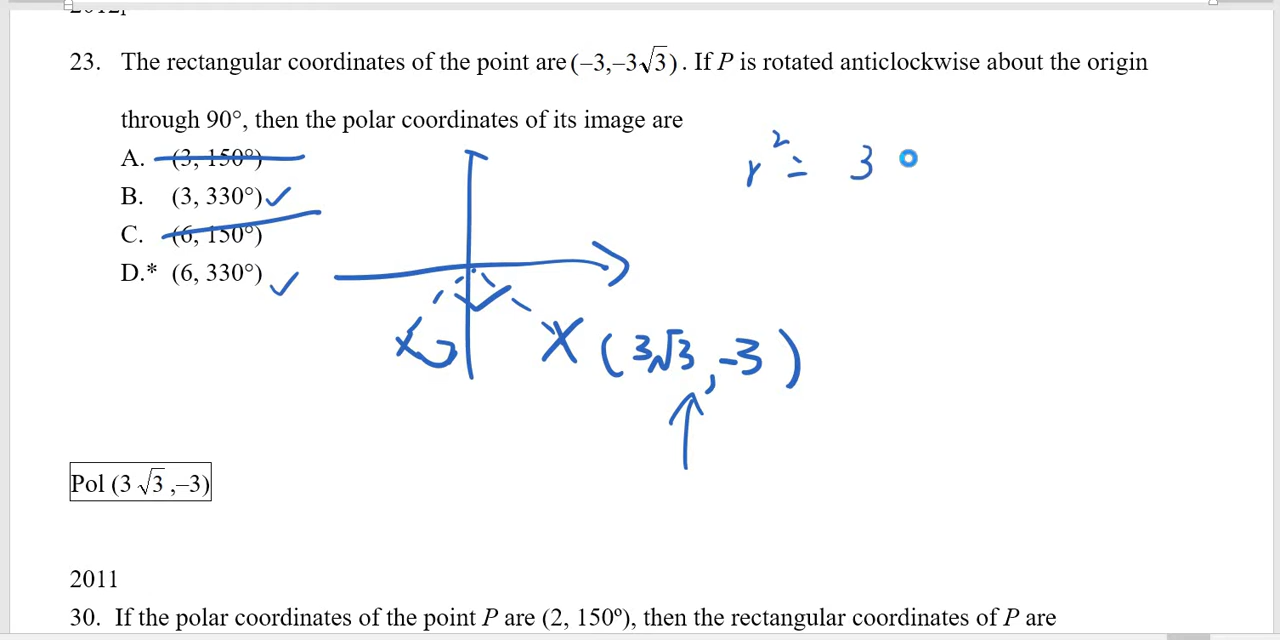 23. The rectangular coordinates of the point are (−3,−3√3). If P is rotated anticlockwise about the origin
through 90°, then the polar coordinates of its image are
A. (3, 150°)
B. (3, 330°)
C. (6, 150°)
D.* (6, 330°)
r² = 3
(3√3, -3)
Pol (3 √3 ,−3)
2011
30. If the polar coordinates of the point P are (2, 150º), then the rectangular coordinates of P are